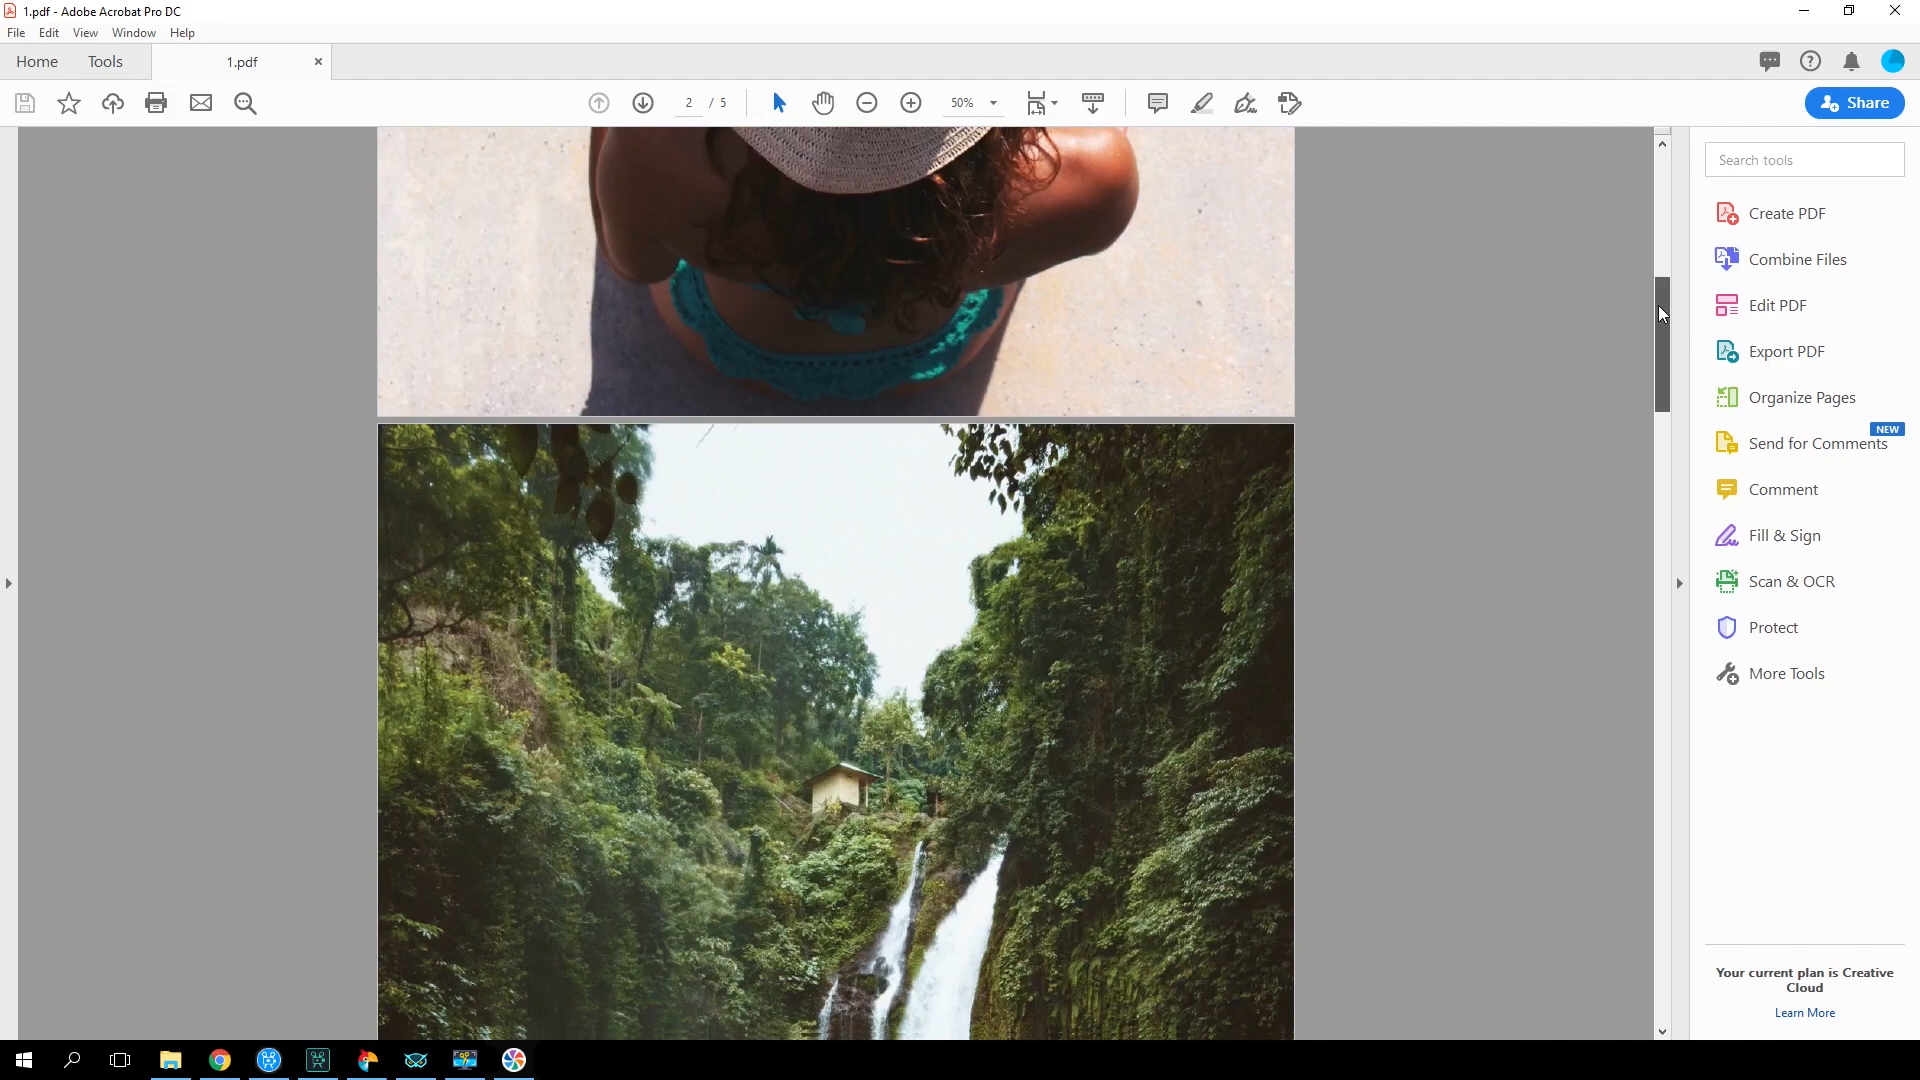 1.pdf - Adobe Acrobat Pro DC
File Edit View Window Help
Home Tools 1.pdf
2 / 5 50% Share
Search tools
Create PDF
Combine Files
Edit PDF
Export PDF
Organize Pages
NEW
Send for Comments
Comment
Fill & Sign
Scan & OCR
Protect
More Tools
Your current plan is Creative
Cloud
Learn More